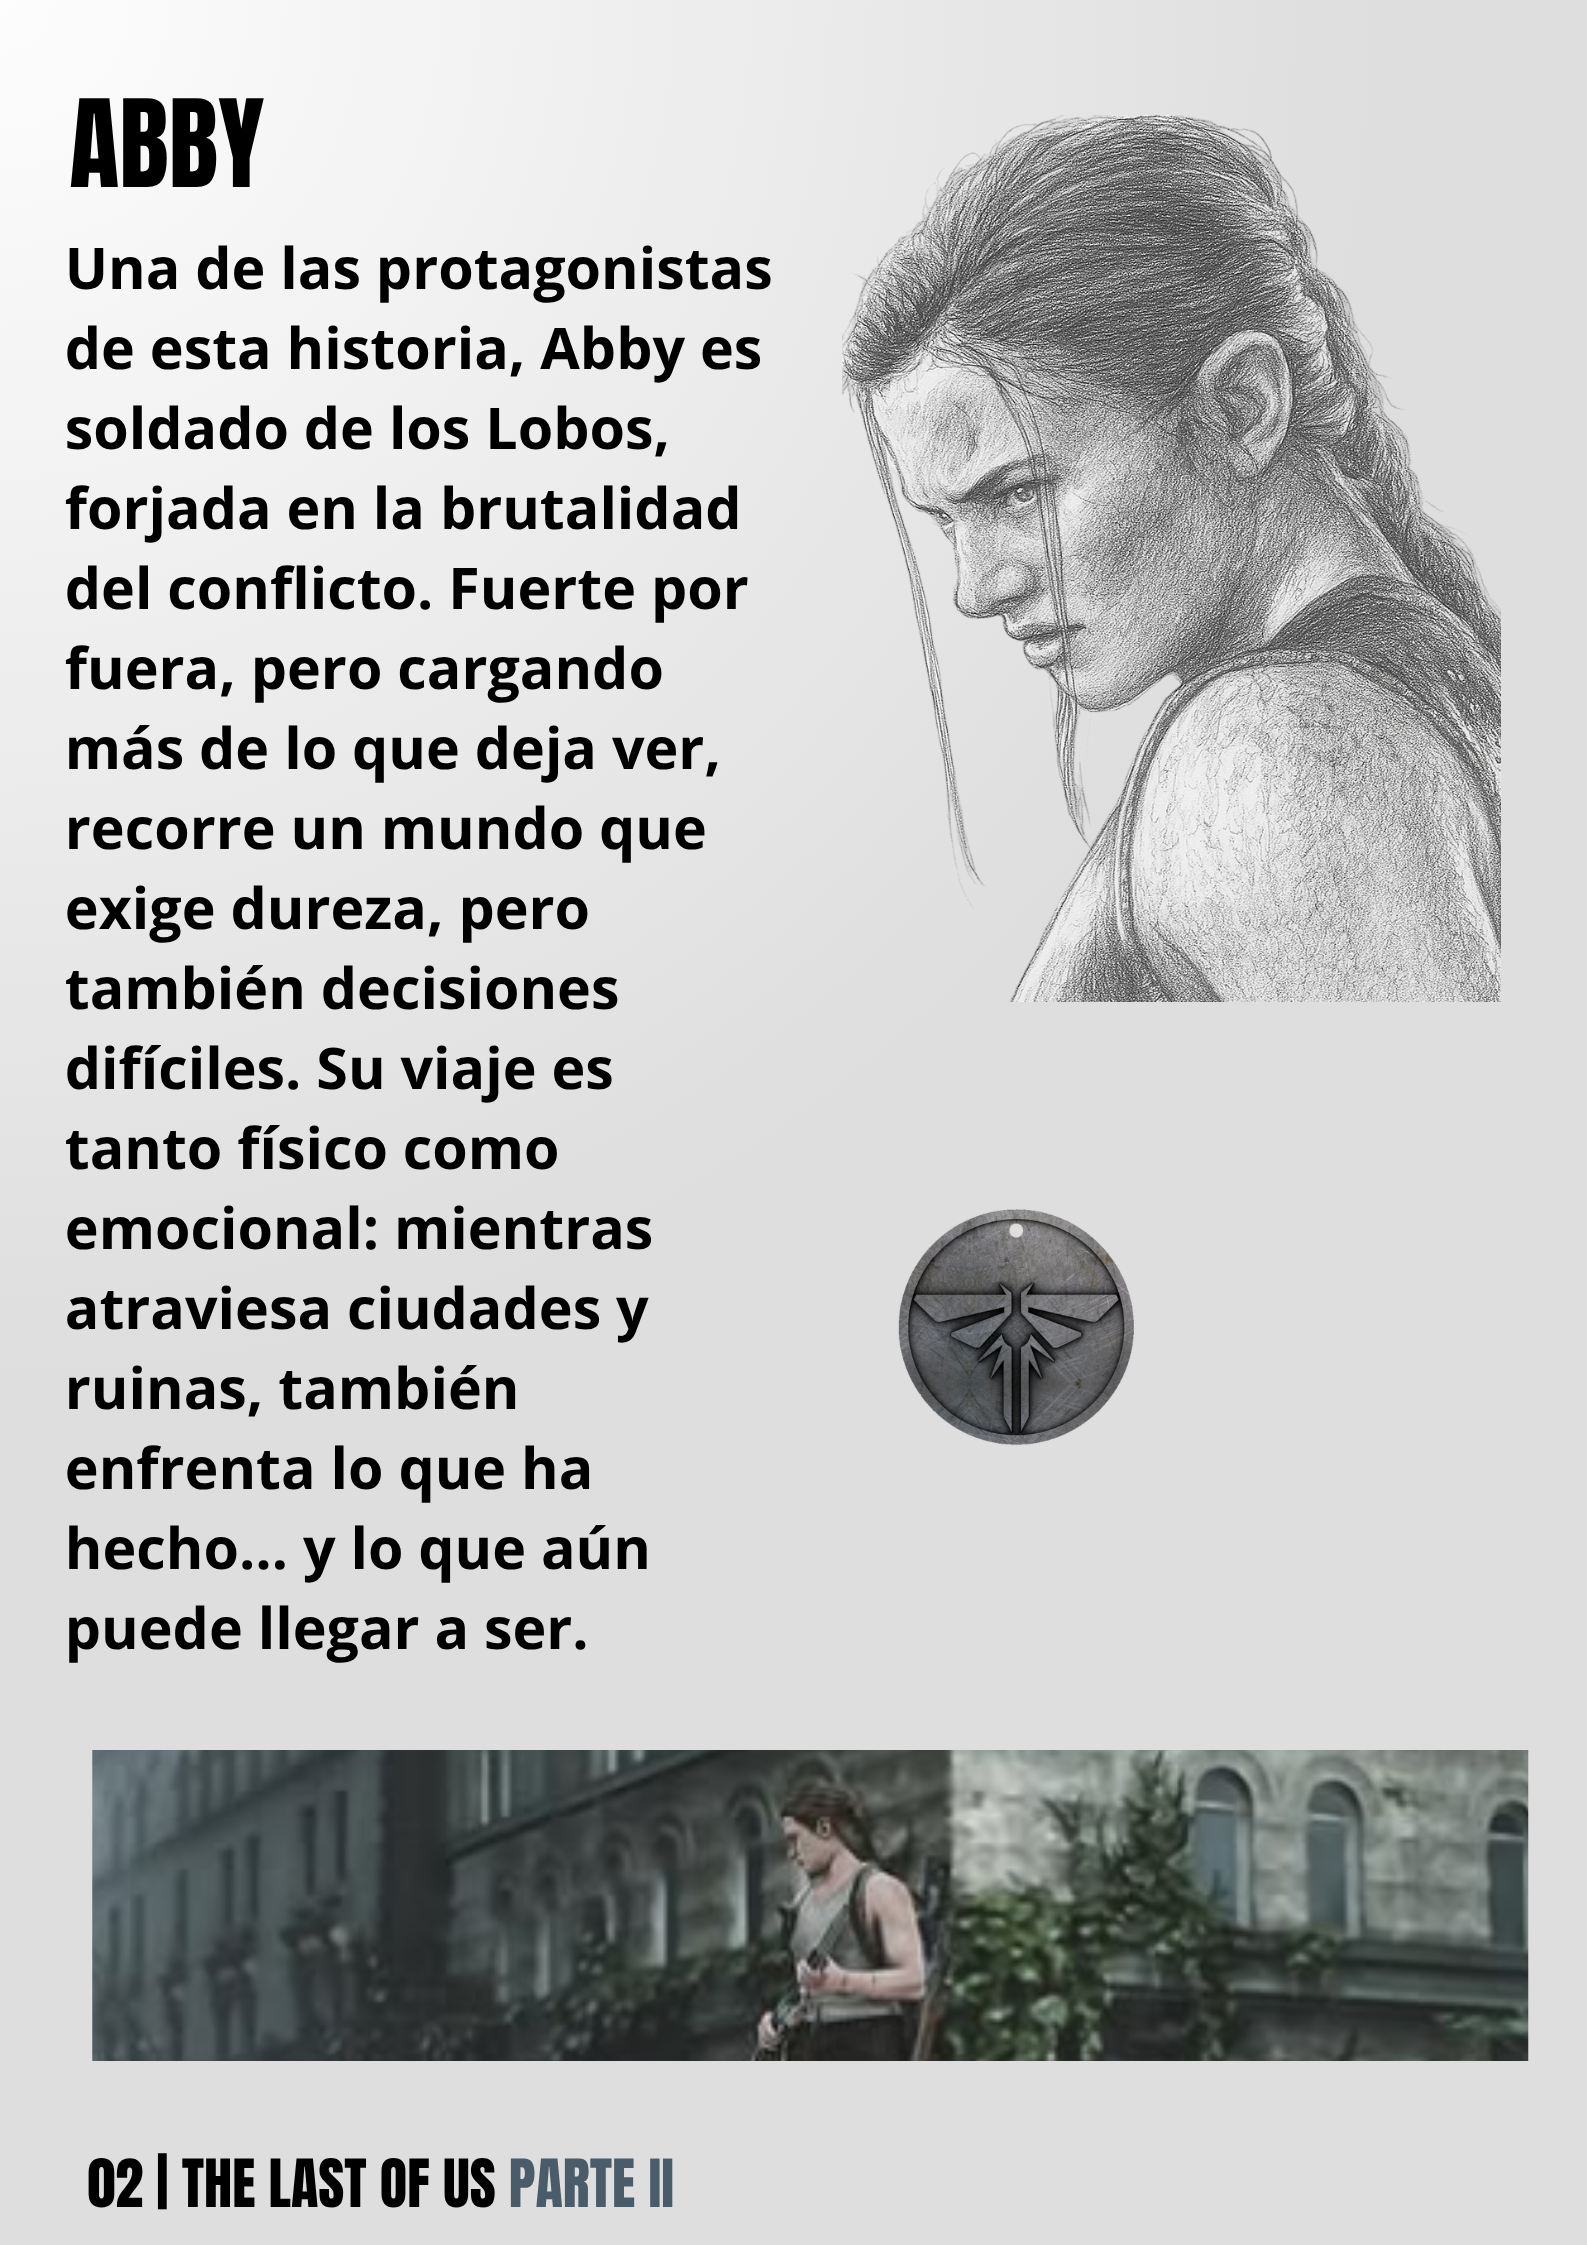 ABBY
Una de las protagonistas
de esta historia, Abby es
soldado de los Lobos,
forjada en la brutalidad
del conflicto. Fuerte por
fuera, pero cargando
más de lo que deja ver,
recorre un mundo que
exige dureza, pero
también decisiones
difíciles. Su viaje es
tanto físico como
emocional: mientras
atraviesa ciudades y
ruinas, también
enfrenta lo que ha
hecho... y lo que aún
puede llegar a ser.
02 | THE LAST OF US PARTE II